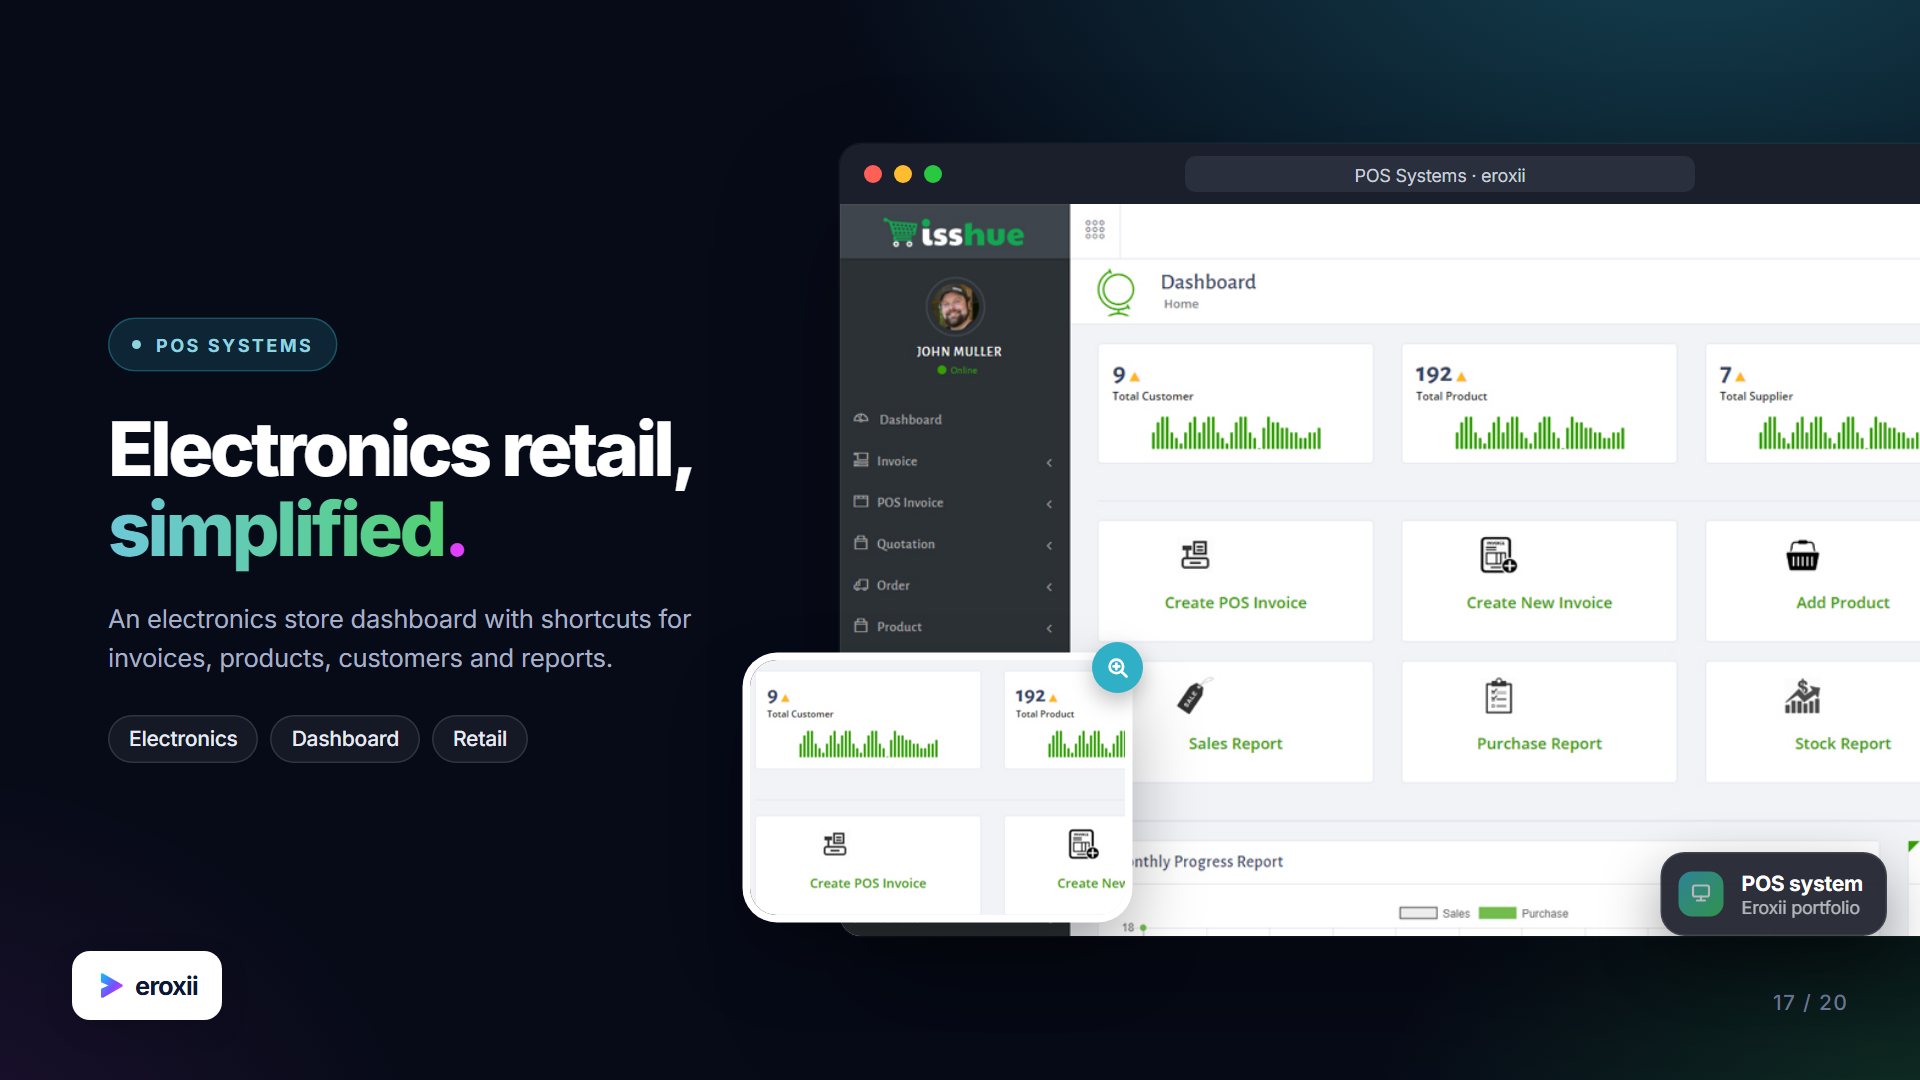 POS SYSTEMS
Electronics retail,
simplified.
An electronics store dashboard with shortcuts for
invoices, products, customers and reports.
Electronics
Dashboard
Retail
eroxii
POS Systems · eroxii
isshue
JOHN MULLER
Online
Dashboard
Invoice
POS Invoice
Quotation
Order
Product
Dashboard
Home
9
Total Customer
192
Total Product
7
Total Supplier
Create POS Invoice
Create New Invoice
Add Product
SALE
Sales Report
Purchase Report
Stock Report
nthly Progress Report
Sales
Purchase
18
9
Total Customer
192
Total Product
Create POS Invoice
Create New
POS system
Eroxii portfolio
17 / 20